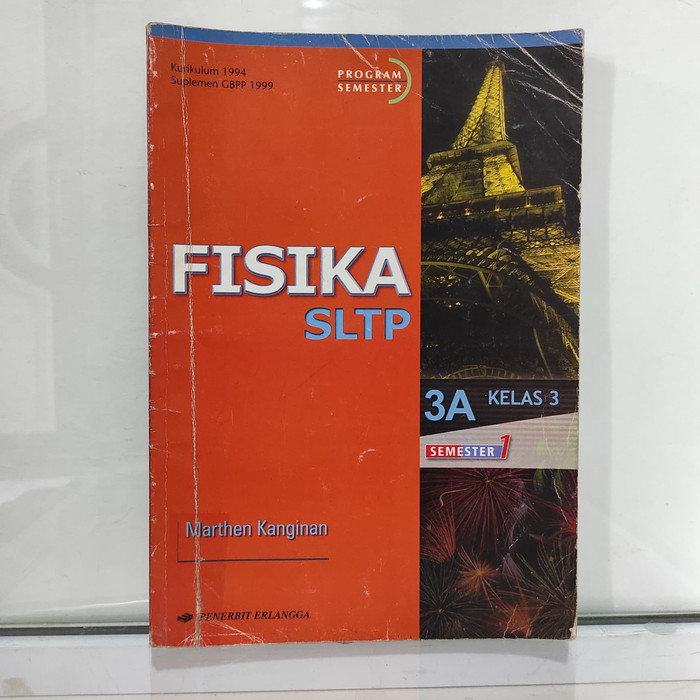 Kurikulum 1994
Suplemen GBPP 1999
PROGRAM
SEMESTER
FISIKA
SLTP
3A KELAS 3
SEMESTER 1
Marthen Kanginan
PENERBIT ERLANGGA